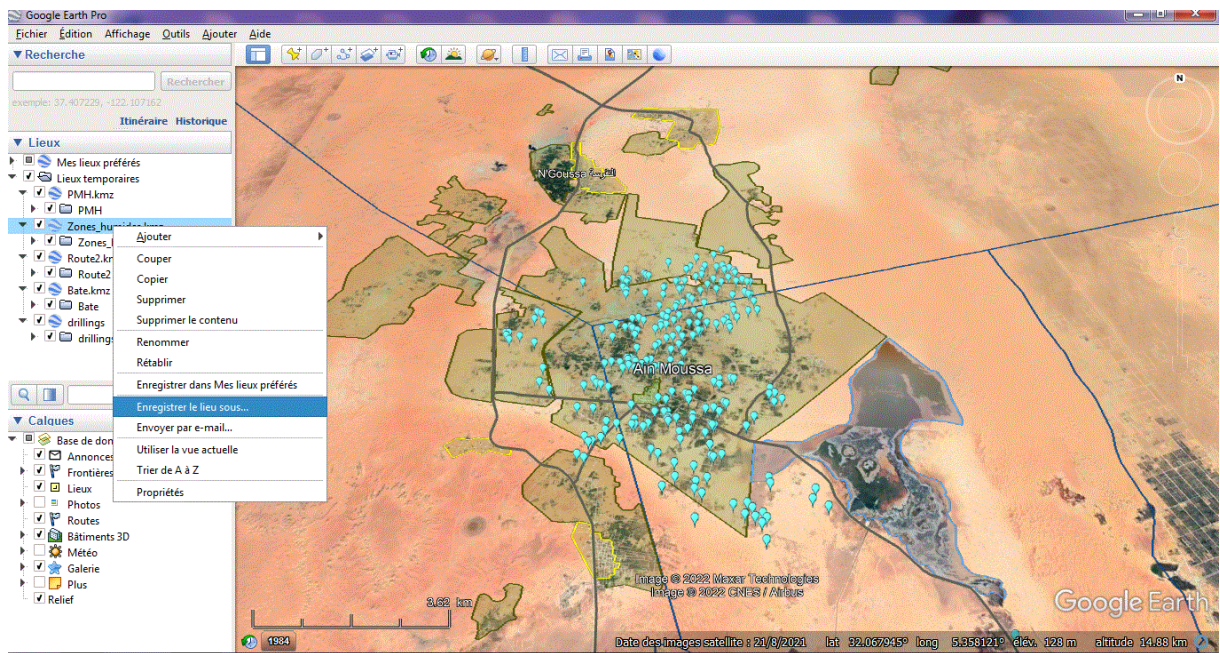 Google Earth Pro
Fichier Édition Affichage Outils Ajouter Aide
Recherche
Rechercher
exemple: 37.407229, -122.107162
Itinéraire Historique
Lieux
Mes lieux préférés
Lieux temporaires
PMH.kmz
PMH
Zones_humides.kmz
Zones_
Route2.km
Route2
Bate.kmz
Bate
drillings
drillings
Ajouter
Couper
Copier
Supprimer
Supprimer le contenu
Renommer
Rétablir
Enregistrer dans Mes lieux préférés
Enregistrer le lieu sous...
Envoyer par e-mail...
Utiliser la vue actuelle
Trier de A à Z
Propriétés
Calques
Base de don
Annonces
Frontières
Lieux
Photos
Routes
Bâtiments 3D
Météo
Galerie
Plus
Relief
N
N'Goussa
Ain Moussa
Image © 2022 Maxar Technologies
Image © 2022 CNES / Airbus
3.62 km
Google Earth
1984
Date des images satellite : 21/8/2021 lat 32.067945° long 5.358121° élév. 128 m altitude 14.88 km